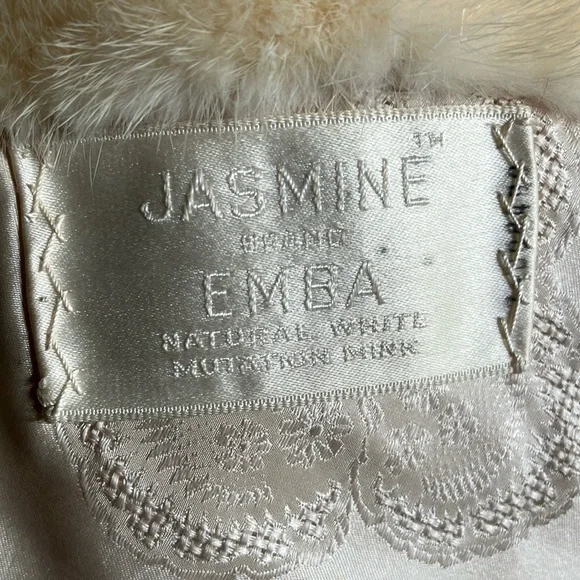 JASMINE™
BRAND
EMBA
NATURAL WHITE
MUTATION MINK